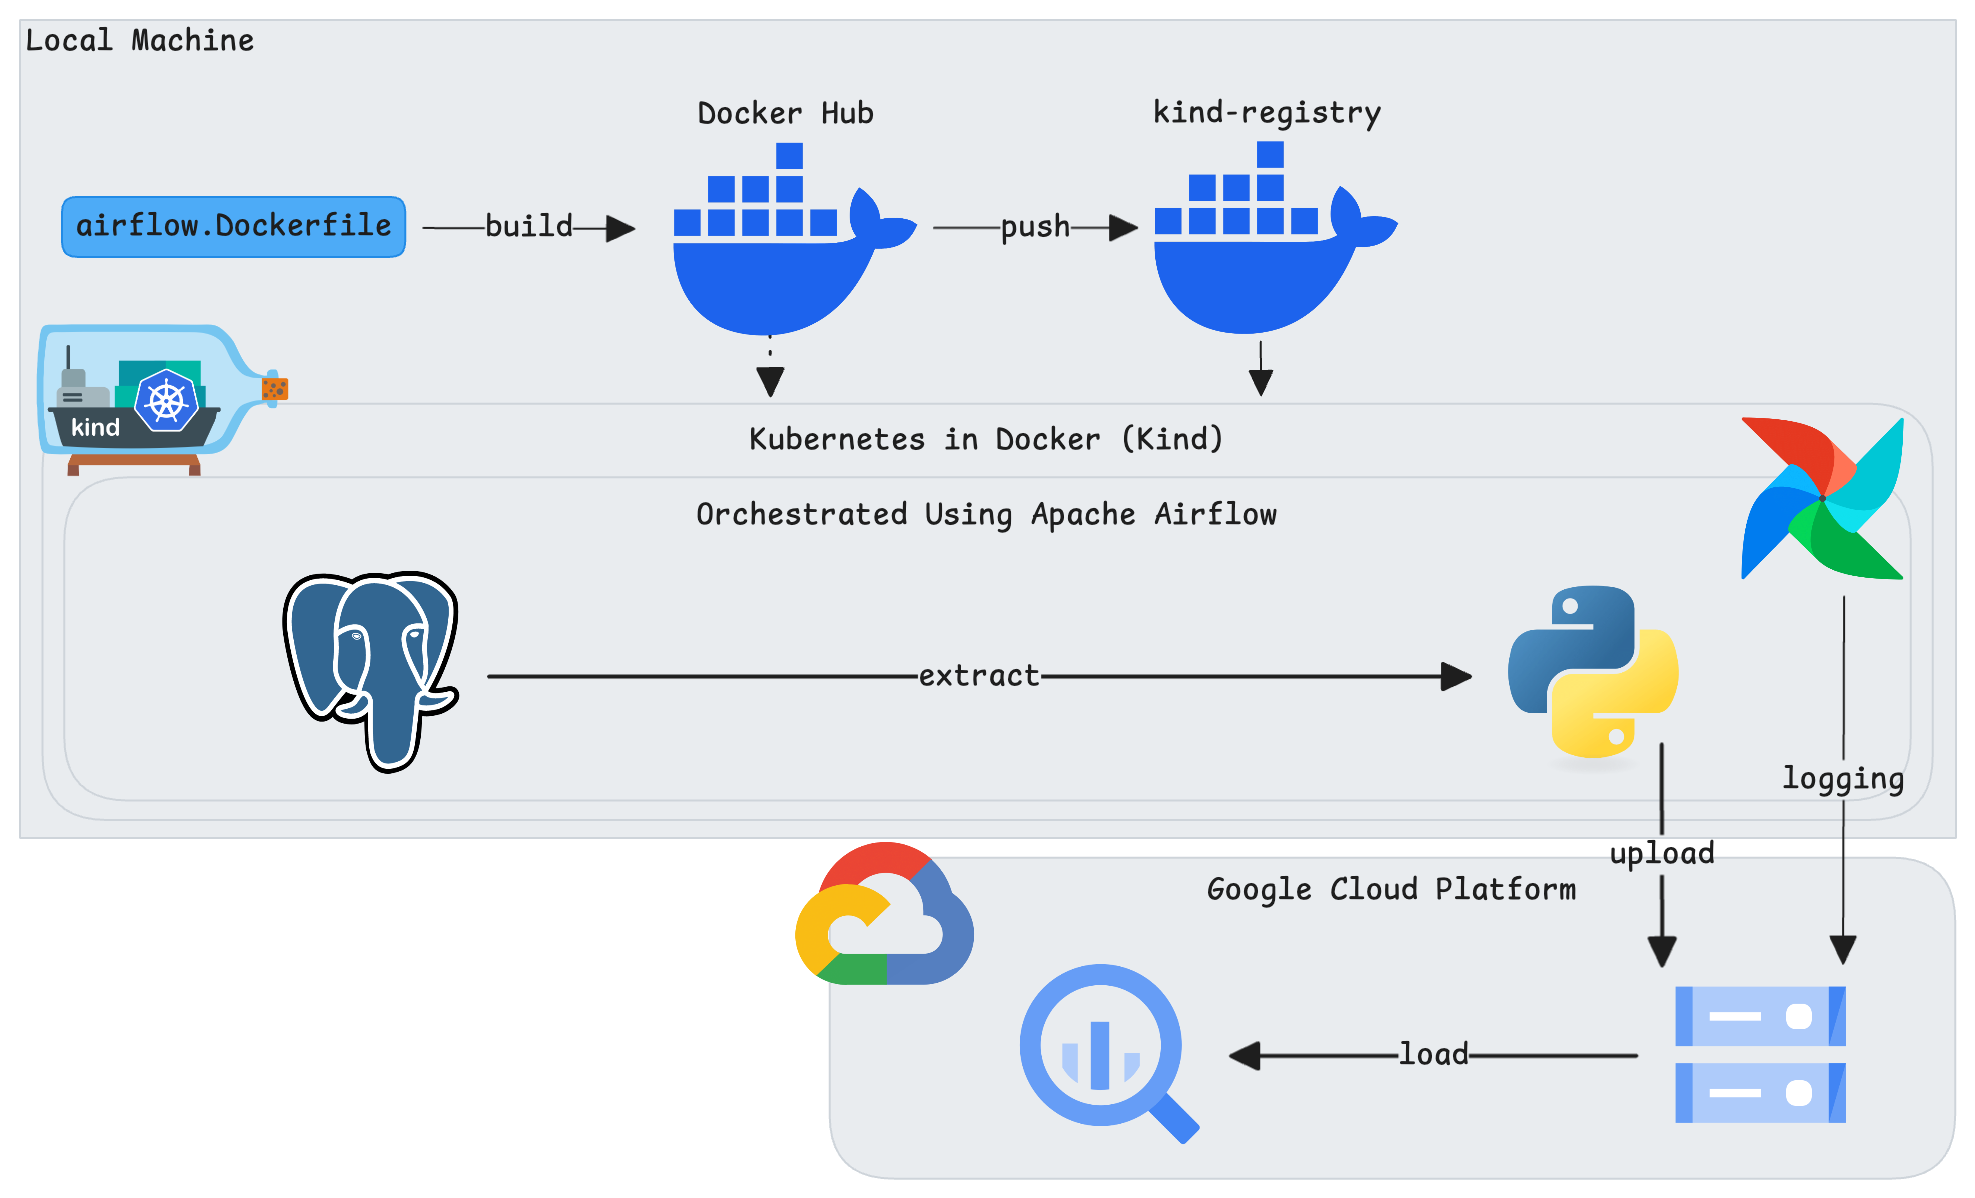 Local Machine
Docker Hub
kind-registry
airflow.Dockerfile
build
push
kind
Kubernetes in Docker (Kind)
Orchestrated Using Apache Airflow
extract
logging
upload
Google Cloud Platform
load